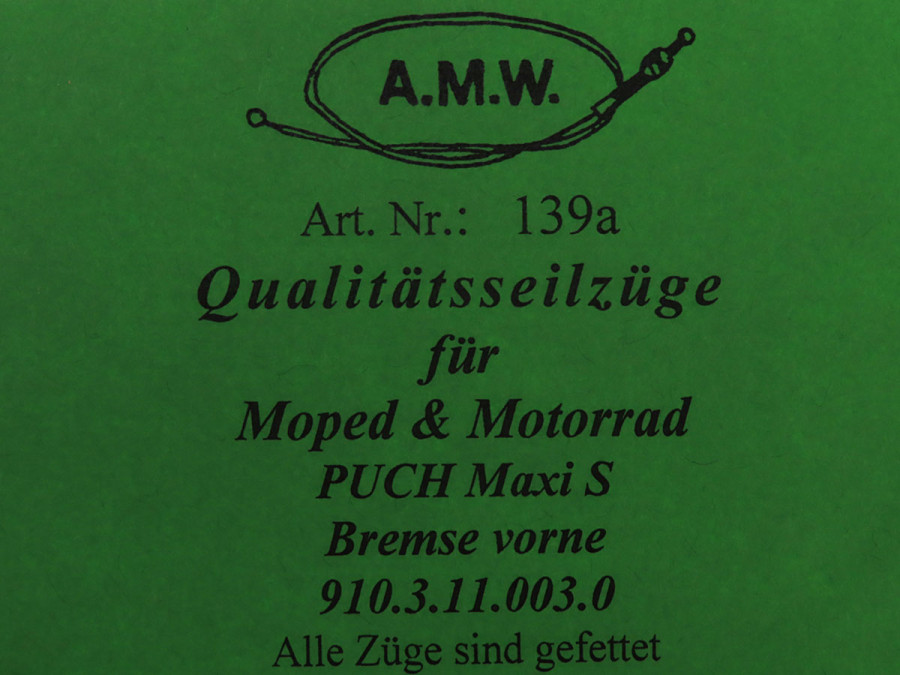 A.M.W.
Art. Nr.: 139a
Qualitätsseilzüge
für
Moped & Motorrad
PUCH Maxi S
Bremse vorne
910.3.11.003.0
Alle Züge sind gefettet